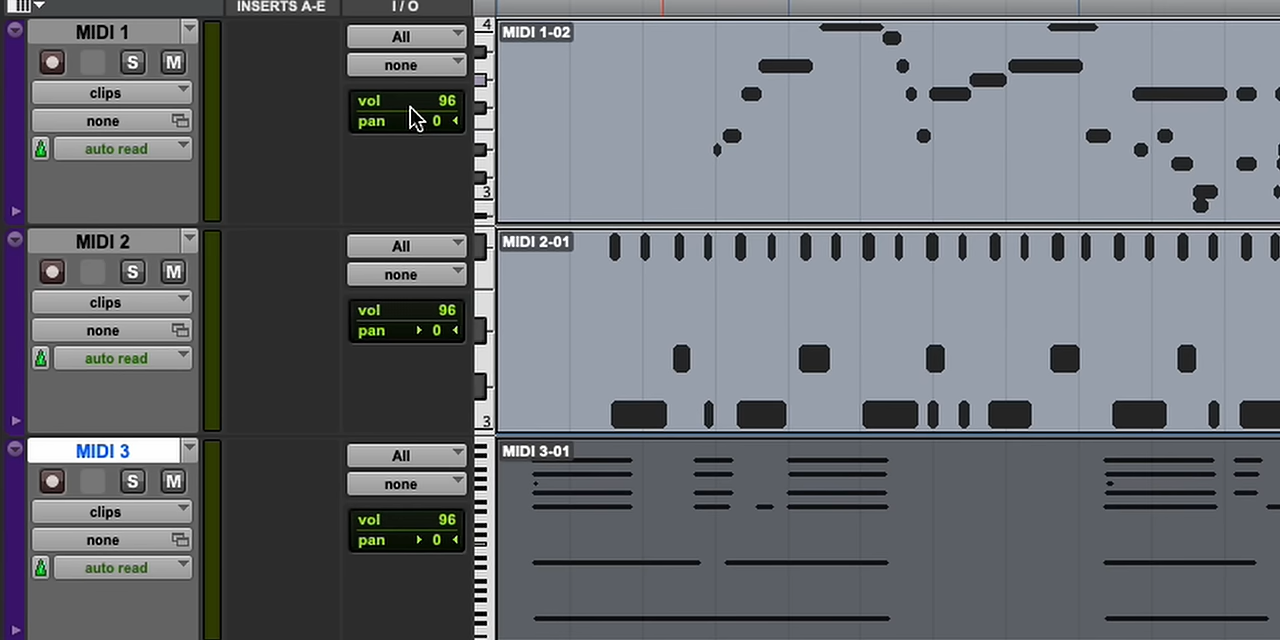 INSERTS A-E I / O
MIDI 1
S M
clips
none
auto read
All
none
vol 96
pan 0
4
3
MIDI 1-02
MIDI 2
S M
clips
none
auto read
All
none
vol 96
pan 0
3
MIDI 2-01
MIDI 3
S M
clips
none
auto read
All
none
vol 96
pan 0
MIDI 3-01